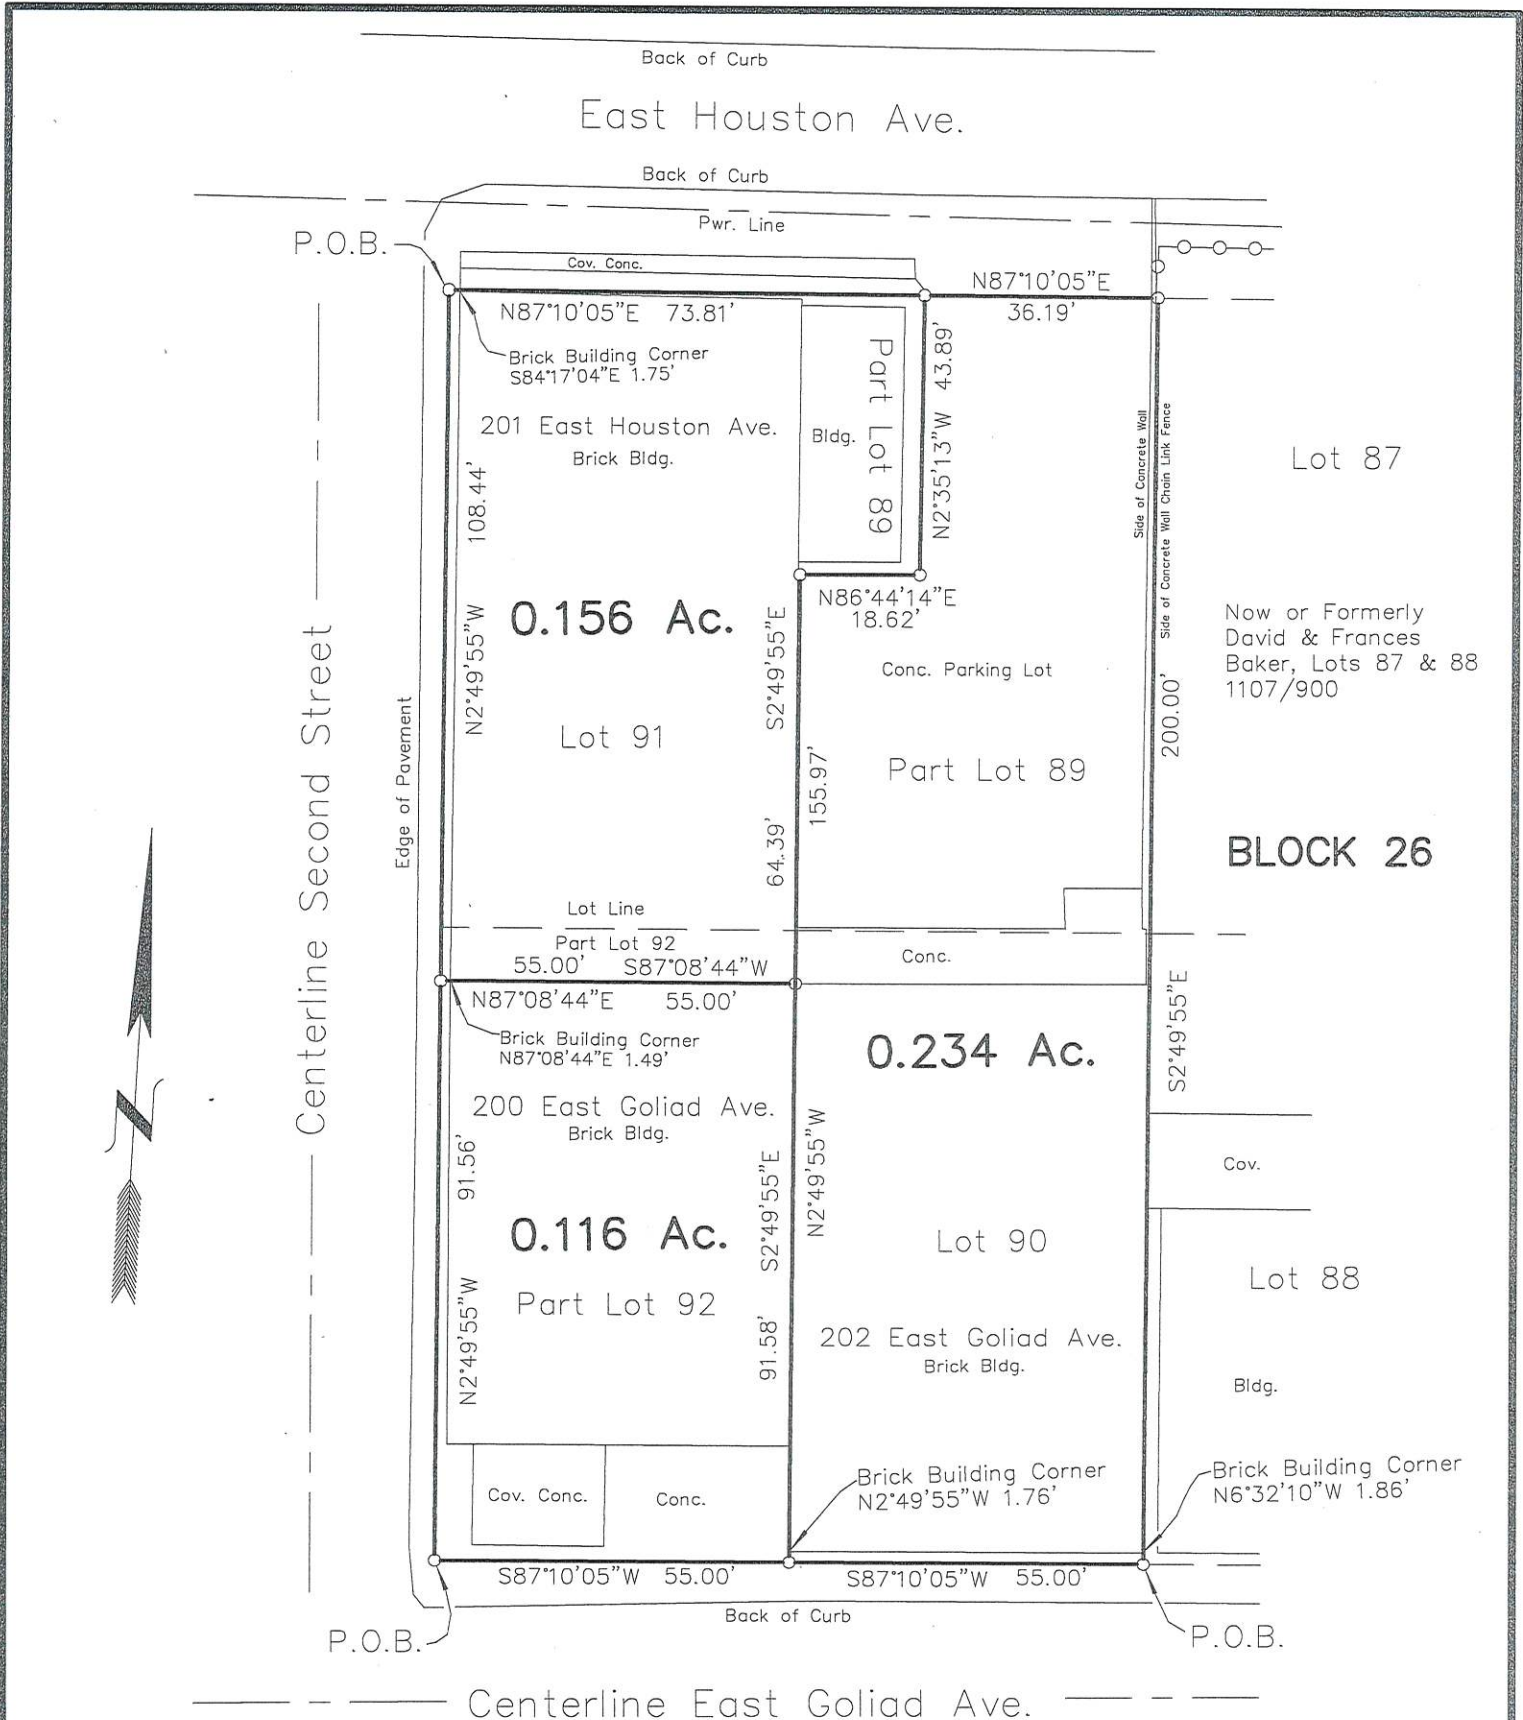 Back of Curb
East Houston Ave.
Back of Curb
Pwr. Line
P.O.B.
Cov. Conc.
N87°10'05"E 73.81'
N87°10'05"E
36.19'
Brick Building Corner
S84°17'04"E 1.75'
201 East Houston Ave.
Brick Bldg.
Bldg.
Part Lot 89
N2°35'13"W 43.89'
Side of Concrete Wall
Side of Concrete Wall Chain Link Fence
Lot 87
108.44'
N2°49'55"W
0.156 Ac.
S2°49'55"E
N86°44'14"E
18.62'
Now or Formerly
David & Frances
Baker, Lots 87 & 88
1107/900
Conc. Parking Lot
200.00'
Lot 91
Part Lot 89
155.97'
64.39'
Edge of Pavement
Centerline Second Street
BLOCK 26
Lot Line
Part Lot 92
55.00' S87°08'44"W
Conc.
N87°08'44"E 55.00'
S2°49'55"E
Brick Building Corner
N87°08'44"E 1.49'
0.234 Ac.
200 East Goliad Ave.
Brick Bldg.
91.56'
N2°49'55"W
S2°49'55"E
N2°49'55"W
Cov.
0.116 Ac.
Part Lot 92
91.58'
Lot 90
Lot 88
202 East Goliad Ave.
Brick Bldg.
Bldg.
N
Brick Building Corner
N2°49'55"W 1.76'
Brick Building Corner
N6°32'10"W 1.86'
Cov. Conc.
Conc.
S87°10'05"W 55.00'
S87°10'05"W 55.00'
Back of Curb
P.O.B.
P.O.B.
Centerline East Goliad Ave.